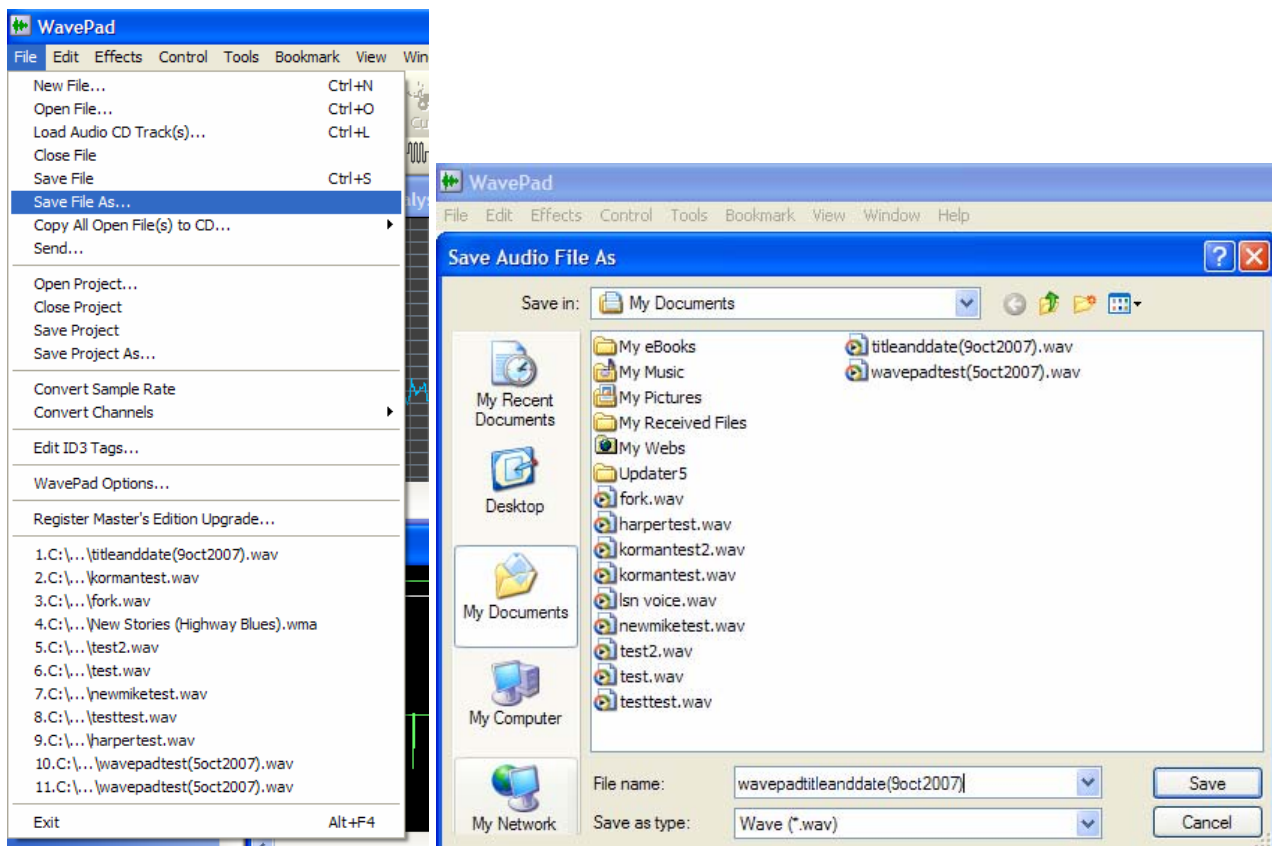 WavePad
File Edit Effects Control Tools Bookmark View Win
New File... Ctrl+N
Open File... Ctrl+O
Load Audio CD Track(s)... Ctrl+L
Close File
Save File Ctrl+S
Save File As...
Copy All Open File(s) to CD...
Send...
Open Project...
Close Project
Save Project
Save Project As...
Convert Sample Rate
Convert Channels
Edit ID3 Tags...
WavePad Options...
Register Master's Edition Upgrade...
1.C:\...\titleanddate(9oct2007).wav
2.C:\...\kormantest.wav
3.C:\...\fork.wav
4.C:\...\New Stories (Highway Blues).wma
5.C:\...\test2.wav
6.C:\...\test.wav
7.C:\...\newmiketest.wav
8.C:\...\testtest.wav
9.C:\...\harpertest.wav
10.C:\...\wavepadtest(5oct2007).wav
11.C:\...\wavepadtest(5oct2007).wav
Exit Alt+F4
Cu
alys
WavePad
File Edit Effects Control Tools Bookmark View Window Help
Save Audio File As
Save in: My Documents
My Recent
Documents
Desktop
My Documents
My Computer
My Network
My eBooks
My Music
My Pictures
My Received Files
My Webs
Updater5
fork.wav
harpertest.wav
kormantest2.wav
kormantest.wav
lsn voice.wav
newmiketest.wav
test2.wav
test.wav
testtest.wav
titleanddate(9oct2007).wav
wavepadtest(5oct2007).wav
File name: wavepadtitleanddate(9oct2007) Save
Save as type: Wave (*.wav) Cancel